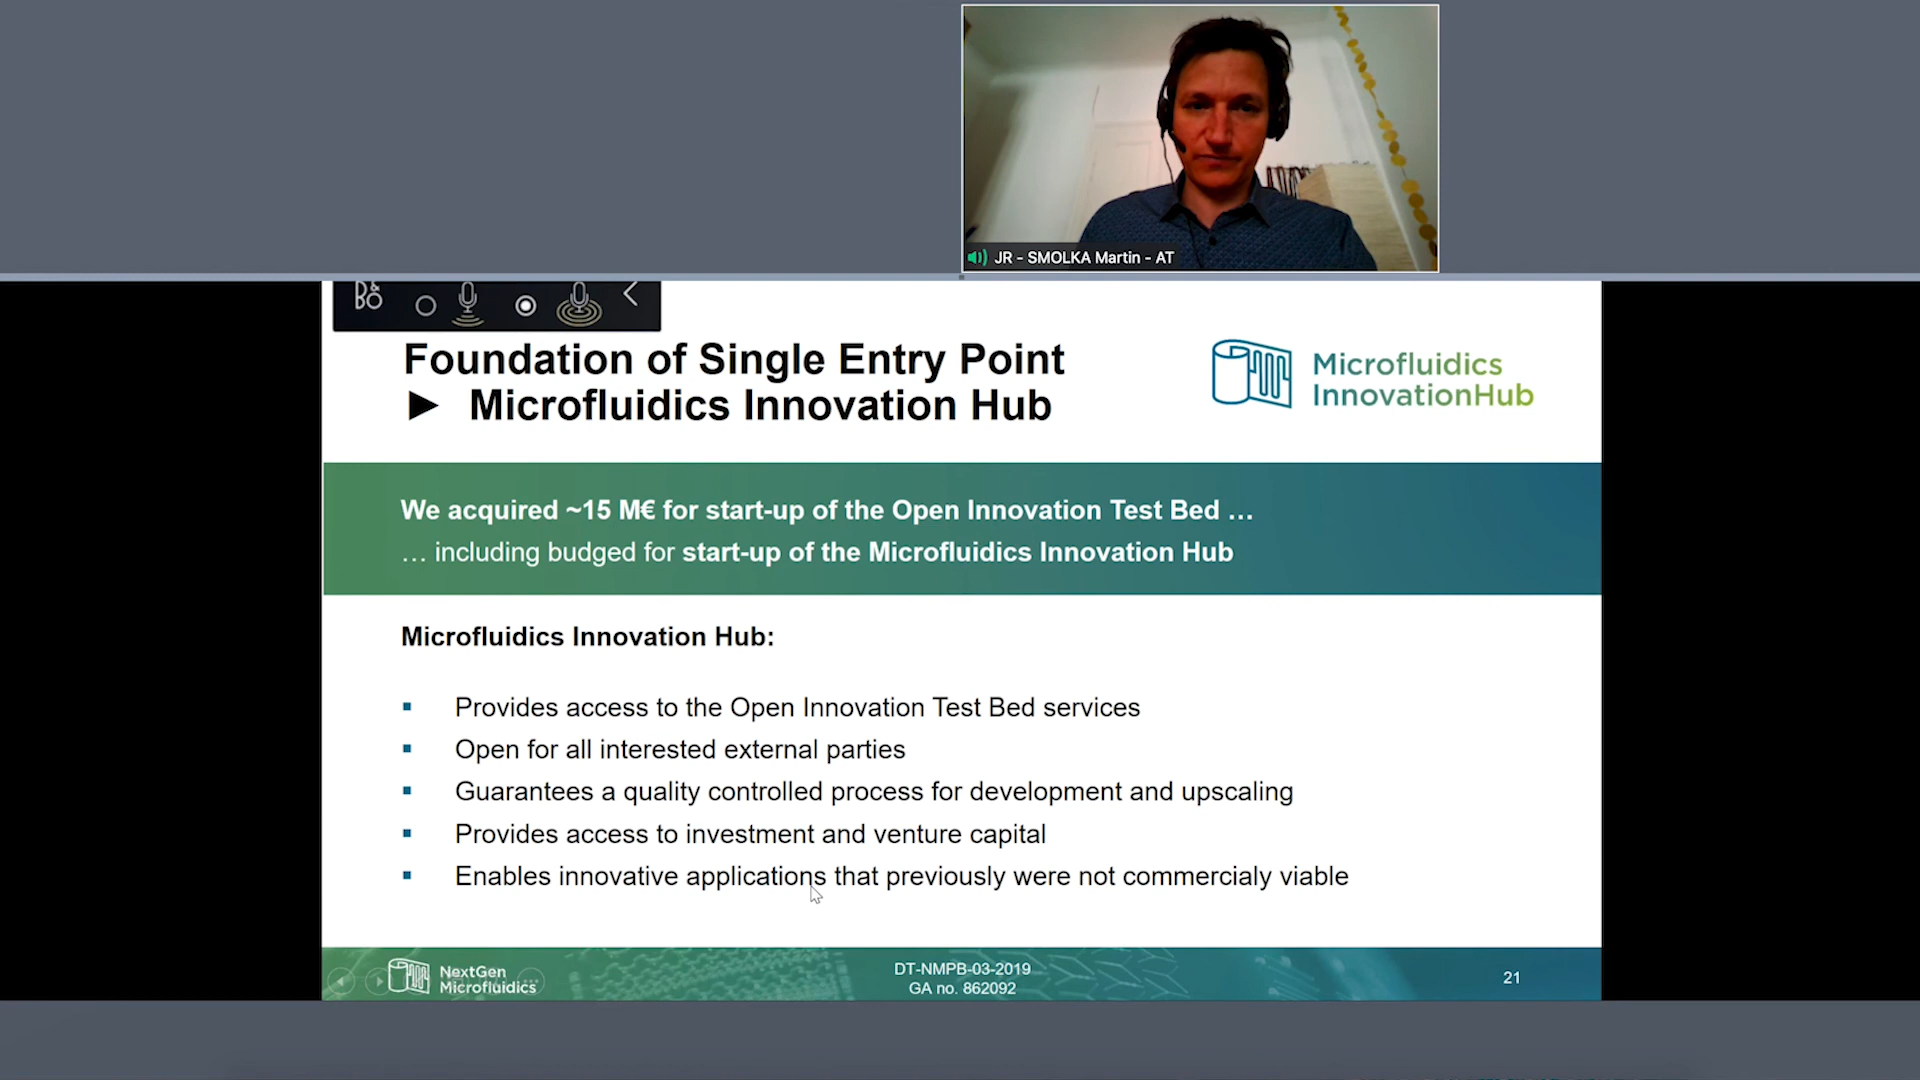 JR - SMOLKA Martin - AT
B&O
Foundation of Single Entry Point
► Microfluidics Innovation Hub
Microfluidics
InnovationHub
We acquired ~15 M€ for start-up of the Open Innovation Test Bed …
… including budged for start-up of the Microfluidics Innovation Hub
Microfluidics Innovation Hub:
▪ Provides access to the Open Innovation Test Bed services
▪ Open for all interested external parties
▪ Guarantees a quality controlled process for development and upscaling
▪ Provides access to investment and venture capital
▪ Enables innovative applications that previously were not commercialy viable
NextGen
Microfluidics
DT-NMPB-03-2019
GA no. 862092
21